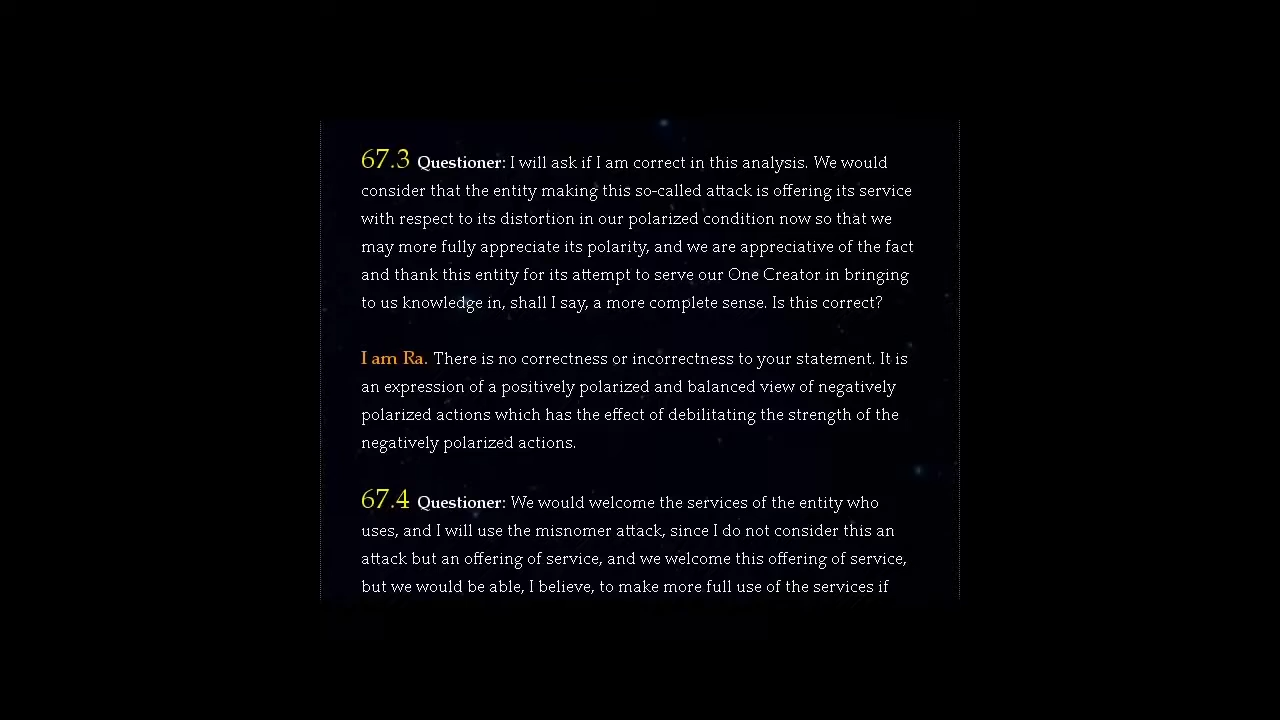 67.3 Questioner: I will ask if I am correct in this analysis. We would
consider that the entity making this so-called attack is offering its service
with respect to its distortion in our polarized condition now so that we
may more fully appreciate its polarity, and we are appreciative of the fact
and thank this entity for its attempt to serve our One Creator in bringing
to us knowledge in, shall I say, a more complete sense. Is this correct?
I am Ra. There is no correctness or incorrectness to your statement. It is
an expression of a positively polarized and balanced view of negatively
polarized actions which has the effect of debilitating the strength of the
negatively polarized actions.
67.4 Questioner: We would welcome the services of the entity who
uses, and I will use the misnomer attack, since I do not consider this an
attack but an offering of service, and we welcome this offering of service,
but we would be able, I believe, to make more full use of the services if